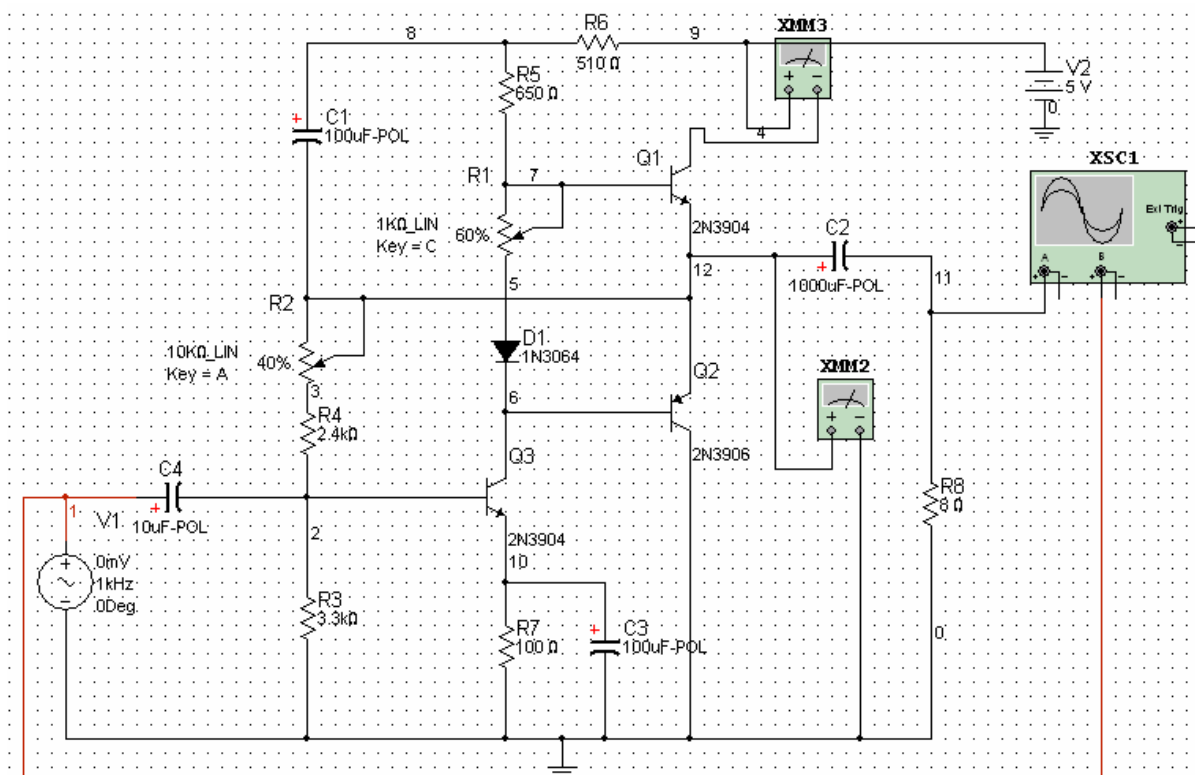 R6
8
9
510 Ω
XMM3
+ −
R5
650 Ω
V2
5 V
0
+
C1
100uF-POL
4
Q1
XSC1
R1
7
Ext Trig
+
−
A
B
+ −
+ −
1KΩ_LIN
Key = C
60%
2N3904
C2
12
+
1000uF-POL
11
5
R2
D1
1N3064
10KΩ_LIN
Key = A
40%
XMM2
+ −
Q2
3
6
R4
2.4kΩ
2N3906
C4
Q3
R8
8 Ω
1
V1
+
10uF-POL
2
2N3904
10
+
−
0mV
1kHz
0Deg
R3
3.3kΩ
R7
100 Ω
+
C3
100uF-POL
0